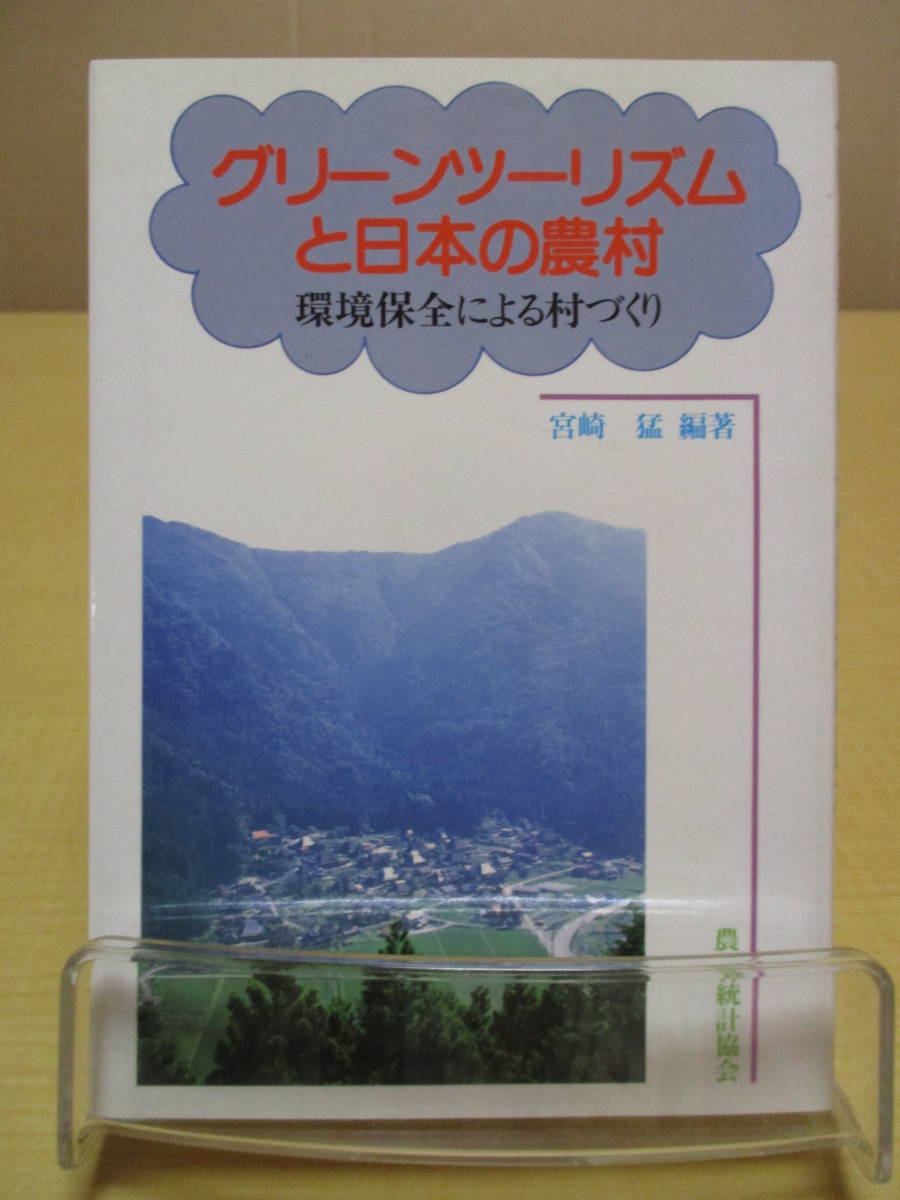 グリーンツーリズム
と日本の農村
環境保全による村づくり
宮崎 猛 編著
農 統計協会